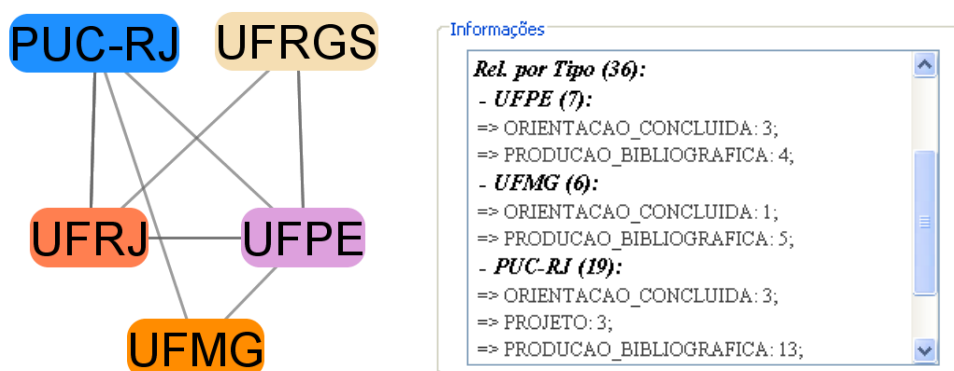 PUC-RJ
UFRGS
UFRJ
UFPE
UFMG
Informações
Rel. por Tipo (36):
- UFPE (7):
=> ORIENTACAO_CONCLUIDA: 3;
=> PRODUCAO_BIBLIOGRAFICA: 4;
- UFMG (6):
=> ORIENTACAO_CONCLUIDA: 1;
=> PRODUCAO_BIBLIOGRAFICA: 5;
- PUC-RJ (19):
=> ORIENTACAO_CONCLUIDA: 3;
=> PROJETO: 3;
=> PRODUCAO_BIBLIOGRAFICA: 13;